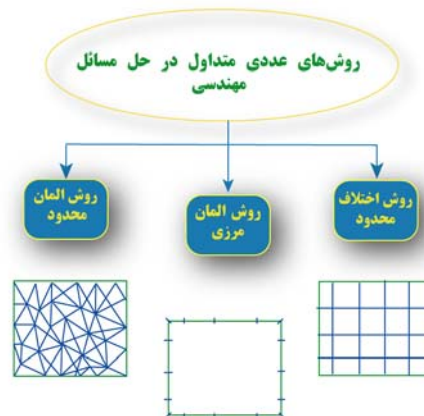 روش‌های عددی متداول در حل مسائل
مهندسی
روش اختلاف
محدود
روش المان
مرزی
روش المان
محدود